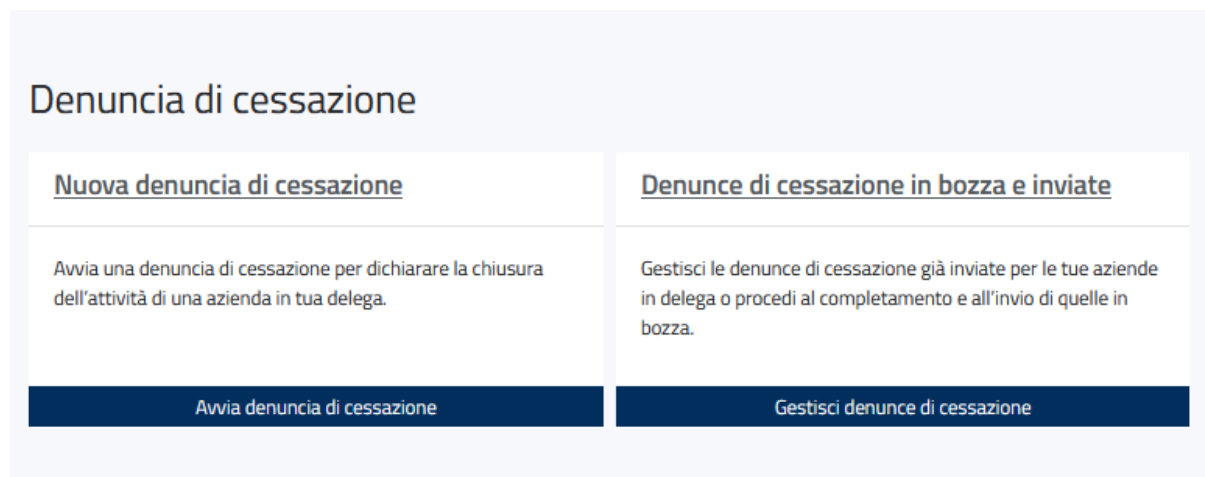 Denuncia di cessazione
Nuova denuncia di cessazione
Avvia una denuncia di cessazione per dichiarare la chiusura
dell'attività di una azienda in tua delega.
Avvia denuncia di cessazione
Denunce di cessazione in bozza e inviate
Gestisci le denunce di cessazione già inviate per le tue aziende
in delega o procedi al completamento e all'invio di quelle in
bozza.
Gestisci denunce di cessazione